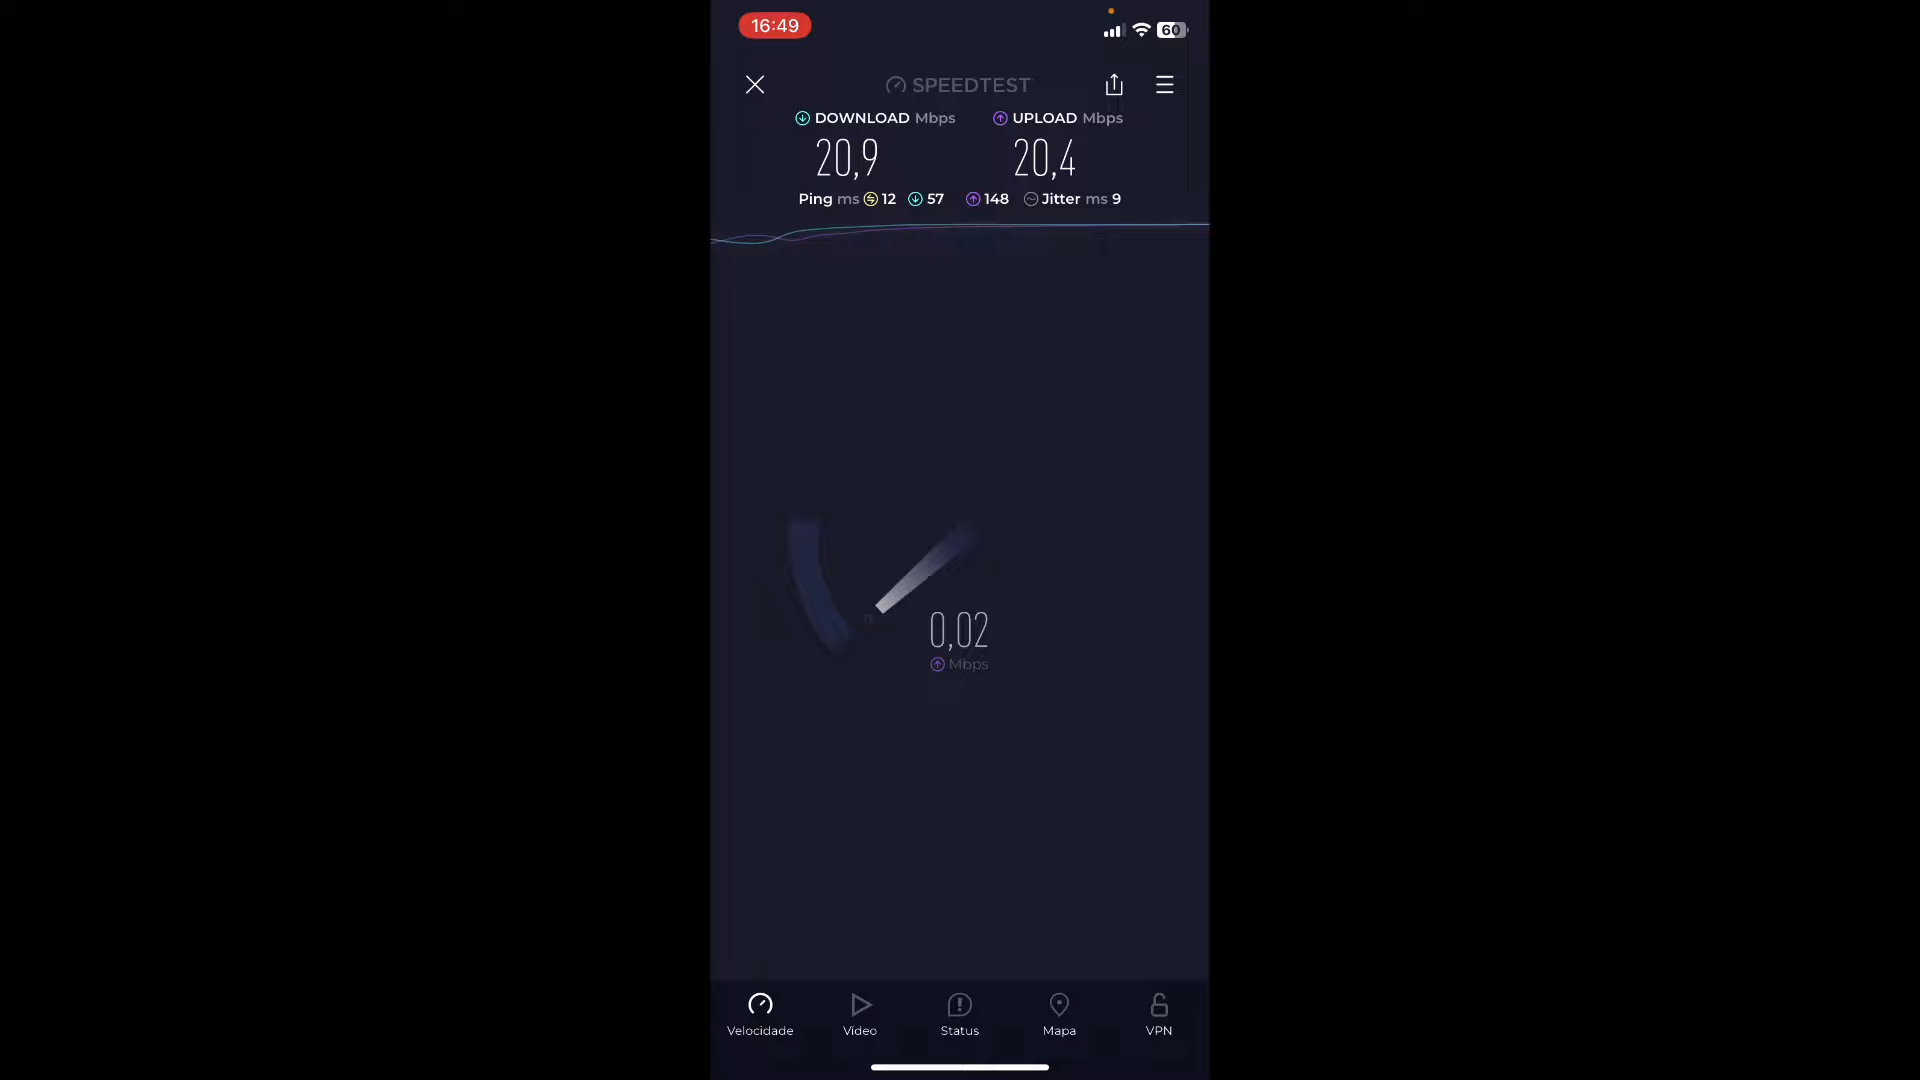 16:49
60
SPEEDTEST
DOWNLOAD Mbps
UPLOAD Mbps
20,9
20,4
Ping ms 12 57 148 Jitter ms 9
0,02
Mbps
Velocidade
Vídeo
Status
Mapa
VPN